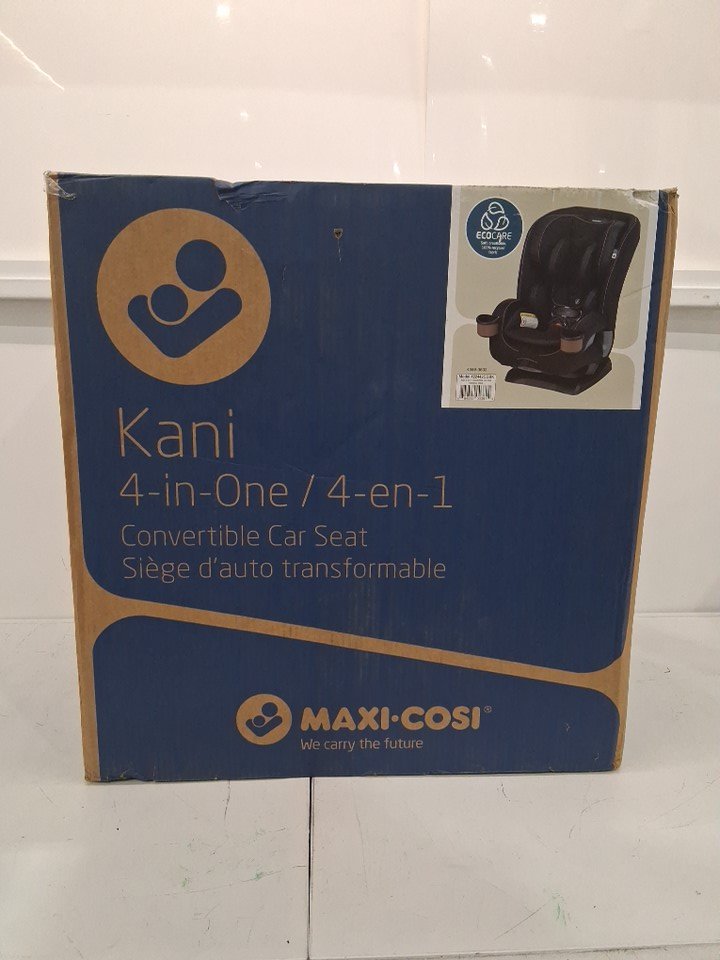 ECOCARE
Kani
4-in-One / 4-en-1
Convertible Car Seat
Siège d'auto transformable
MAXI•COSI®
We carry the future